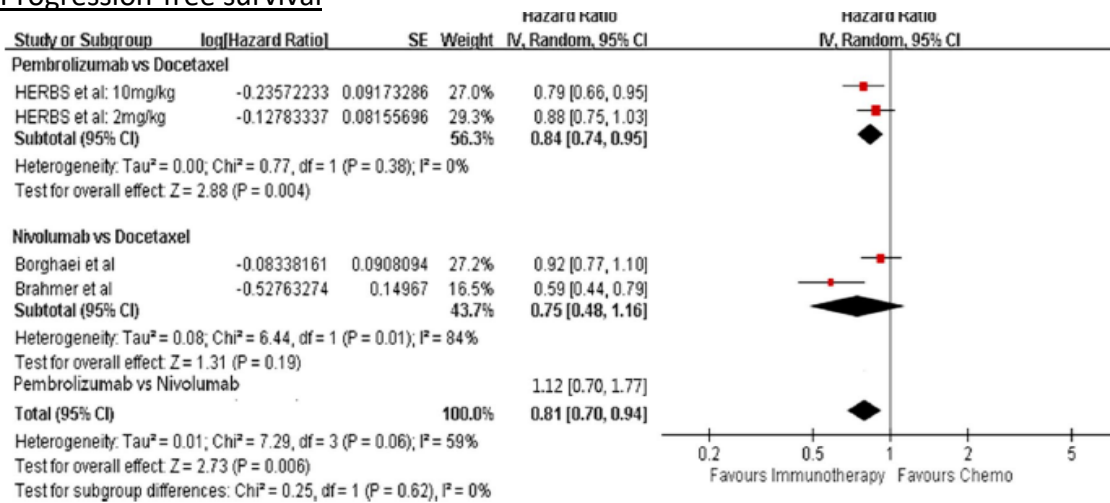 Progression free survival
Hazard Ratio Hazard Ratio
Study or Subgroup log[Hazard Ratio] SE Weight IV, Random, 95% CI IV, Random, 95% CI
Pembrolizumab vs Docetaxel
HERBS et al: 10mg/kg -0.23572233 0.09173286 27.0% 0.79 [0.66, 0.95]
HERBS et al: 2mg/kg -0.12783337 0.08155696 29.3% 0.88 [0.75, 1.03]
Subtotal (95% CI) 56.3% 0.84 [0.74, 0.95]
Heterogeneity: Tau² = 0.00; Chi² = 0.77, df = 1 (P = 0.38); I² = 0%
Test for overall effect: Z = 2.88 (P = 0.004)
Nivolumab vs Docetaxel
Borghaei et al -0.08338161 0.0908094 27.2% 0.92 [0.77, 1.10]
Brahmer et al -0.52763274 0.14967 16.5% 0.59 [0.44, 0.79]
Subtotal (95% CI) 43.7% 0.75 [0.48, 1.16]
Heterogeneity: Tau² = 0.08; Chi² = 6.44, df = 1 (P = 0.01); I² = 84%
Test for overall effect: Z = 1.31 (P = 0.19)
Pembrolizumab vs Nivolumab 1.12 [0.70, 1.77]
Total (95% CI) 100.0% 0.81 [0.70, 0.94]
Heterogeneity: Tau² = 0.01; Chi² = 7.29, df = 3 (P = 0.06); I² = 59%
Test for overall effect: Z = 2.73 (P = 0.006)
Test for subgroup differences: Chi² = 0.25, df = 1 (P = 0.62), I² = 0%
0.2 0.5 1 2 5
Favours Immunotherapy Favours Chemo